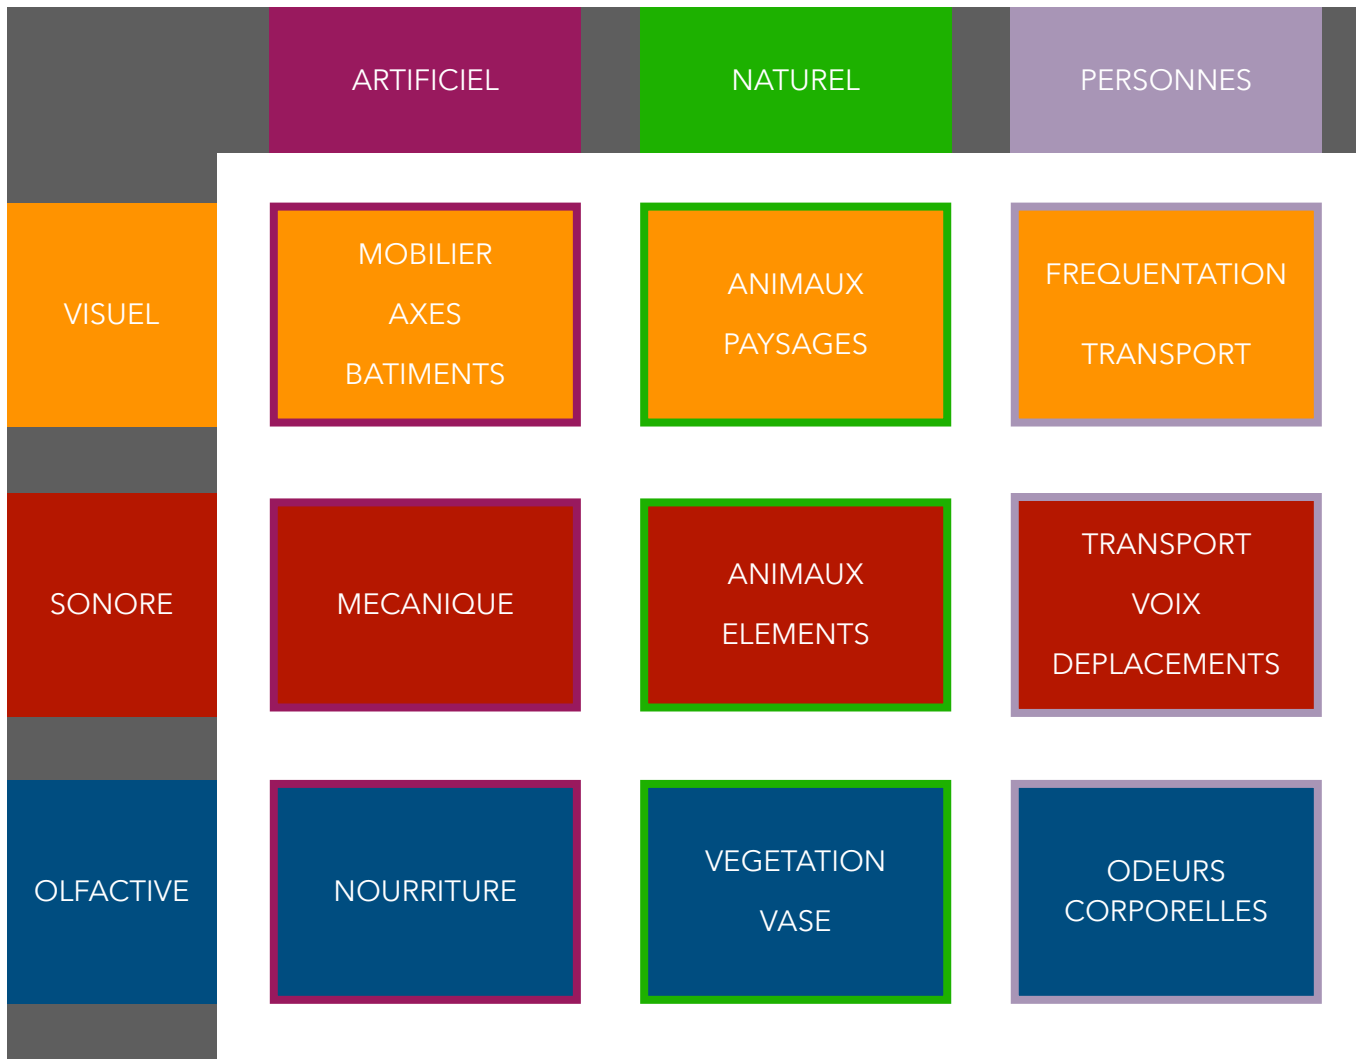 ARTIFICIEL
NATUREL
PERSONNES
VISUEL
MOBILIER
AXES
BATIMENTS
ANIMAUX
PAYSAGES
FREQUENTATION
TRANSPORT
SONORE
MECANIQUE
ANIMAUX
ELEMENTS
TRANSPORT
VOIX
DEPLACEMENTS
OLFACTIVE
NOURRITURE
VEGETATION
VASE
ODEURS
CORPORELLES